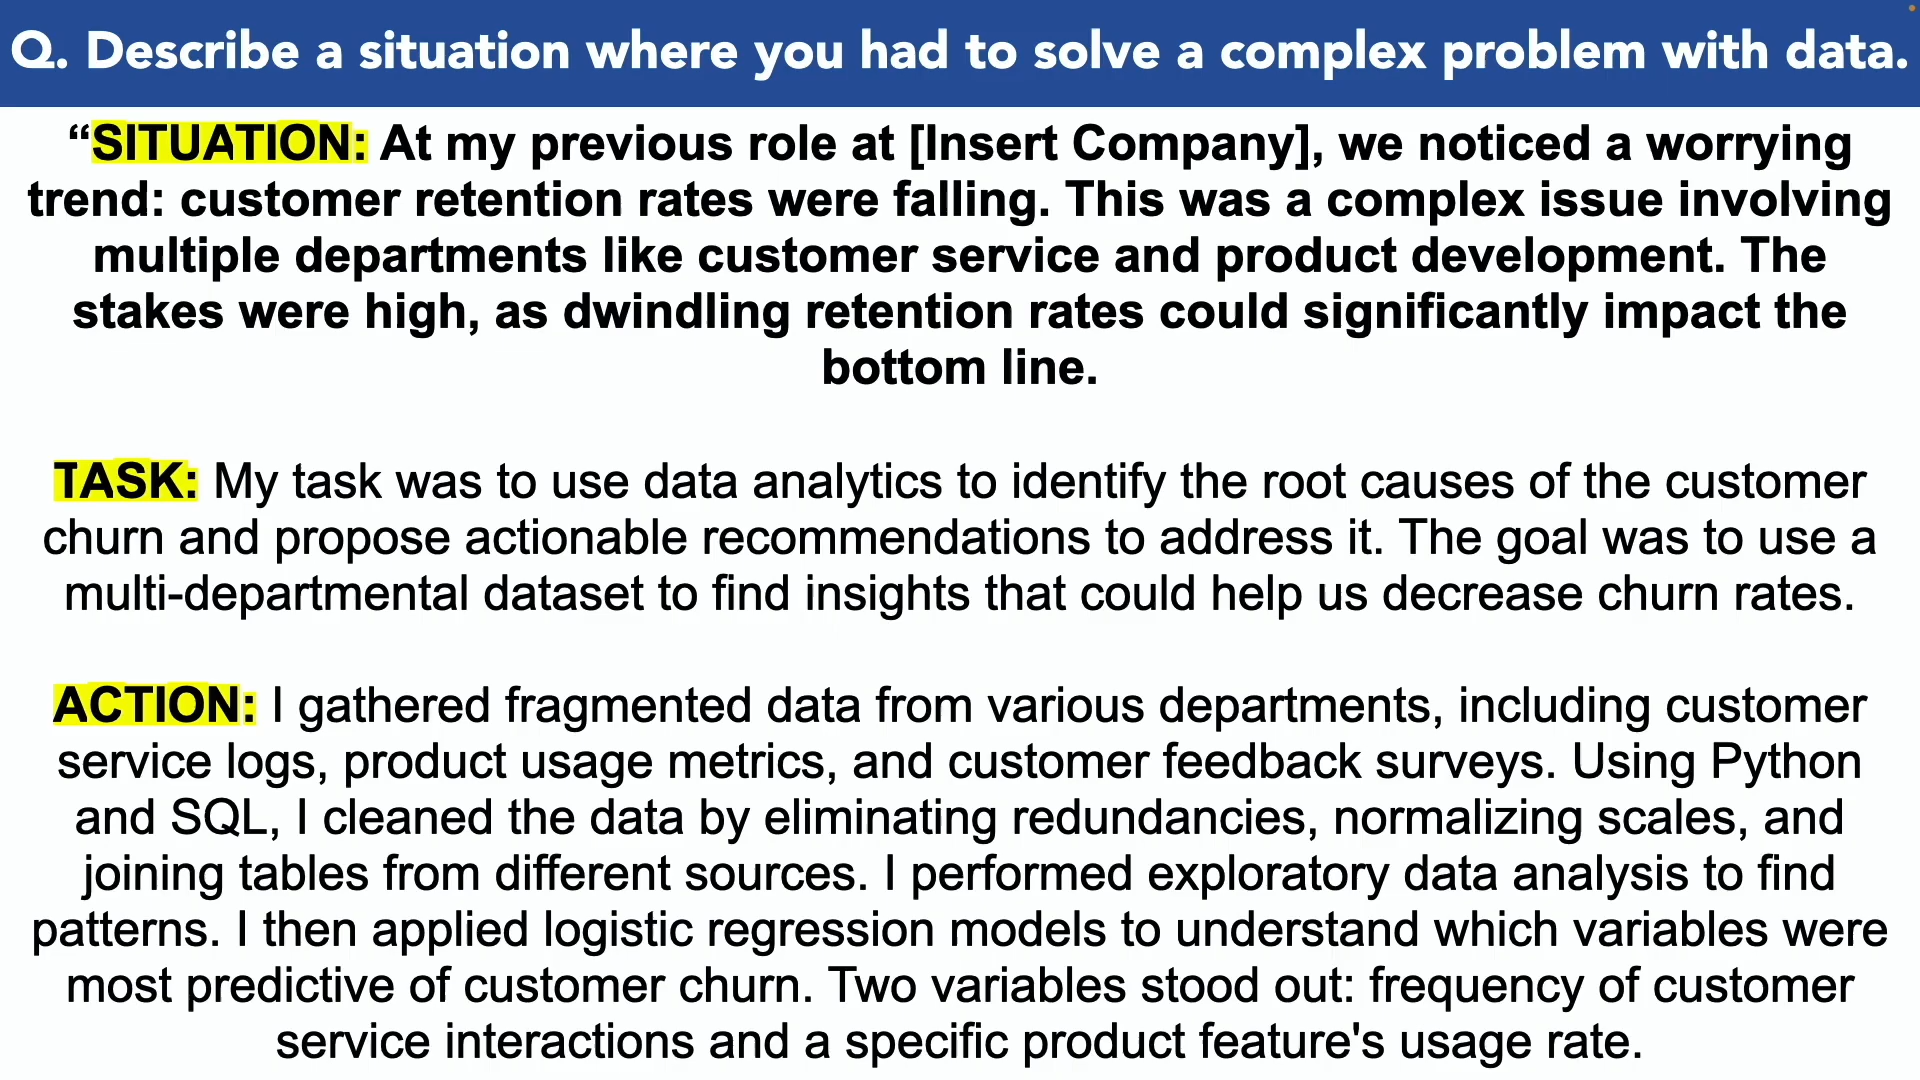 Q. Describe a situation where you had to solve a complex problem with data.
“SITUATION: At my previous role at [Insert Company], we noticed a worrying
trend: customer retention rates were falling. This was a complex issue involving
multiple departments like customer service and product development. The
stakes were high, as dwindling retention rates could significantly impact the
bottom line.
TASK: My task was to use data analytics to identify the root causes of the customer
churn and propose actionable recommendations to address it. The goal was to use a
multi-departmental dataset to find insights that could help us decrease churn rates.
ACTION: I gathered fragmented data from various departments, including customer
service logs, product usage metrics, and customer feedback surveys. Using Python
and SQL, I cleaned the data by eliminating redundancies, normalizing scales, and
joining tables from different sources. I performed exploratory data analysis to find
patterns. I then applied logistic regression models to understand which variables were
most predictive of customer churn. Two variables stood out: frequency of customer
service interactions and a specific product feature's usage rate.